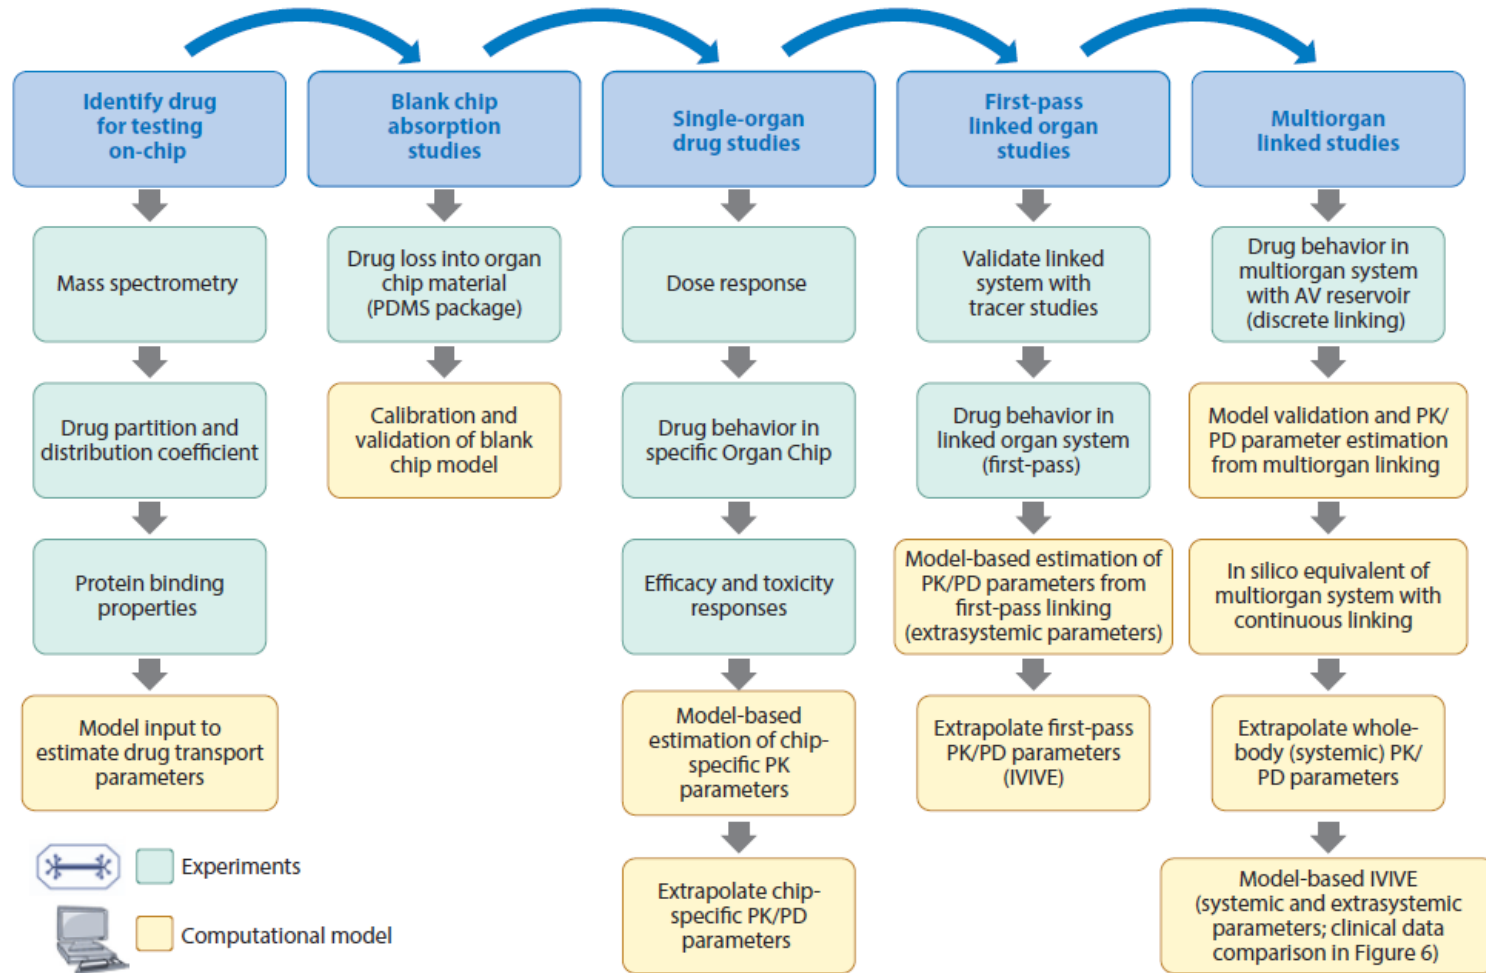 Identify drug
for testing
on-chip
Blank chip
absorption
studies
Single-organ
drug studies
First-pass
linked organ
studies
Multiorgan
linked studies
Mass spectrometry
Drug partition and
distribution coefficient
Protein binding
properties
Model input to
estimate drug transport
parameters
Drug loss into organ
chip material
(PDMS package)
Calibration and
validation of blank
chip model
Dose response
Drug behavior in
specific Organ Chip
Efficacy and toxicity
responses
Model-based
estimation of chip-
specific PK
parameters
Extrapolate chip-
specific PK/PD
parameters
Validate linked
system with
tracer studies
Drug behavior in
linked organ system
(first-pass)
Model-based estimation of
PK/PD parameters from
first-pass linking
(extrasystemic parameters)
Extrapolate first-pass
PK/PD parameters
(IVIVE)
Drug behavior in
multiorgan system
with AV reservoir
(discrete linking)
Model validation and PK/
PD parameter estimation
from multiorgan linking
In silico equivalent of
multiorgan system with
continuous linking
Extrapolate whole-
body (systemic) PK/
PD parameters
Model-based IVIVE
(systemic and extrasystemic
parameters; clinical data
comparison in Figure 6)
Experiments
Computational model